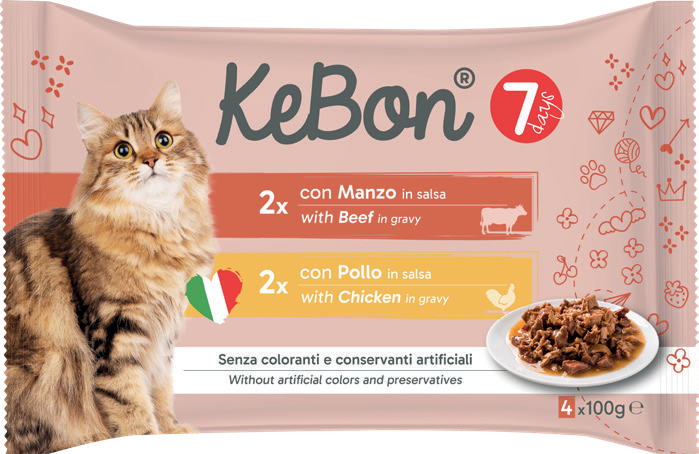 KeBon®
7 days
2x con Manzo in salsa
with Beef in gravy
2x con Pollo in salsa
with Chicken in gravy
Senza coloranti e conservanti artificiali
Without artificial colors and preservatives
4 x100g ℮